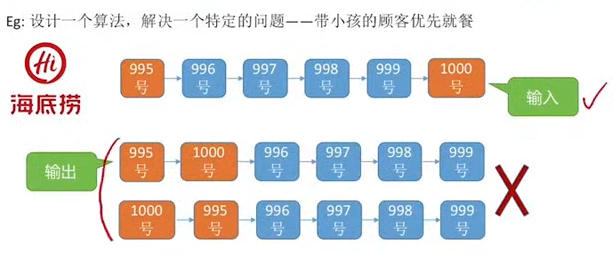 Eg: 设计一个算法，解决一个特定的问题——带小孩的顾客优先就餐
Hi
海底捞
995号 996号 997号 998号 999号 1000号
输入
输出
995号 1000号 996号 997号 998号 999号
1000号 995号 996号 997号 998号 999号